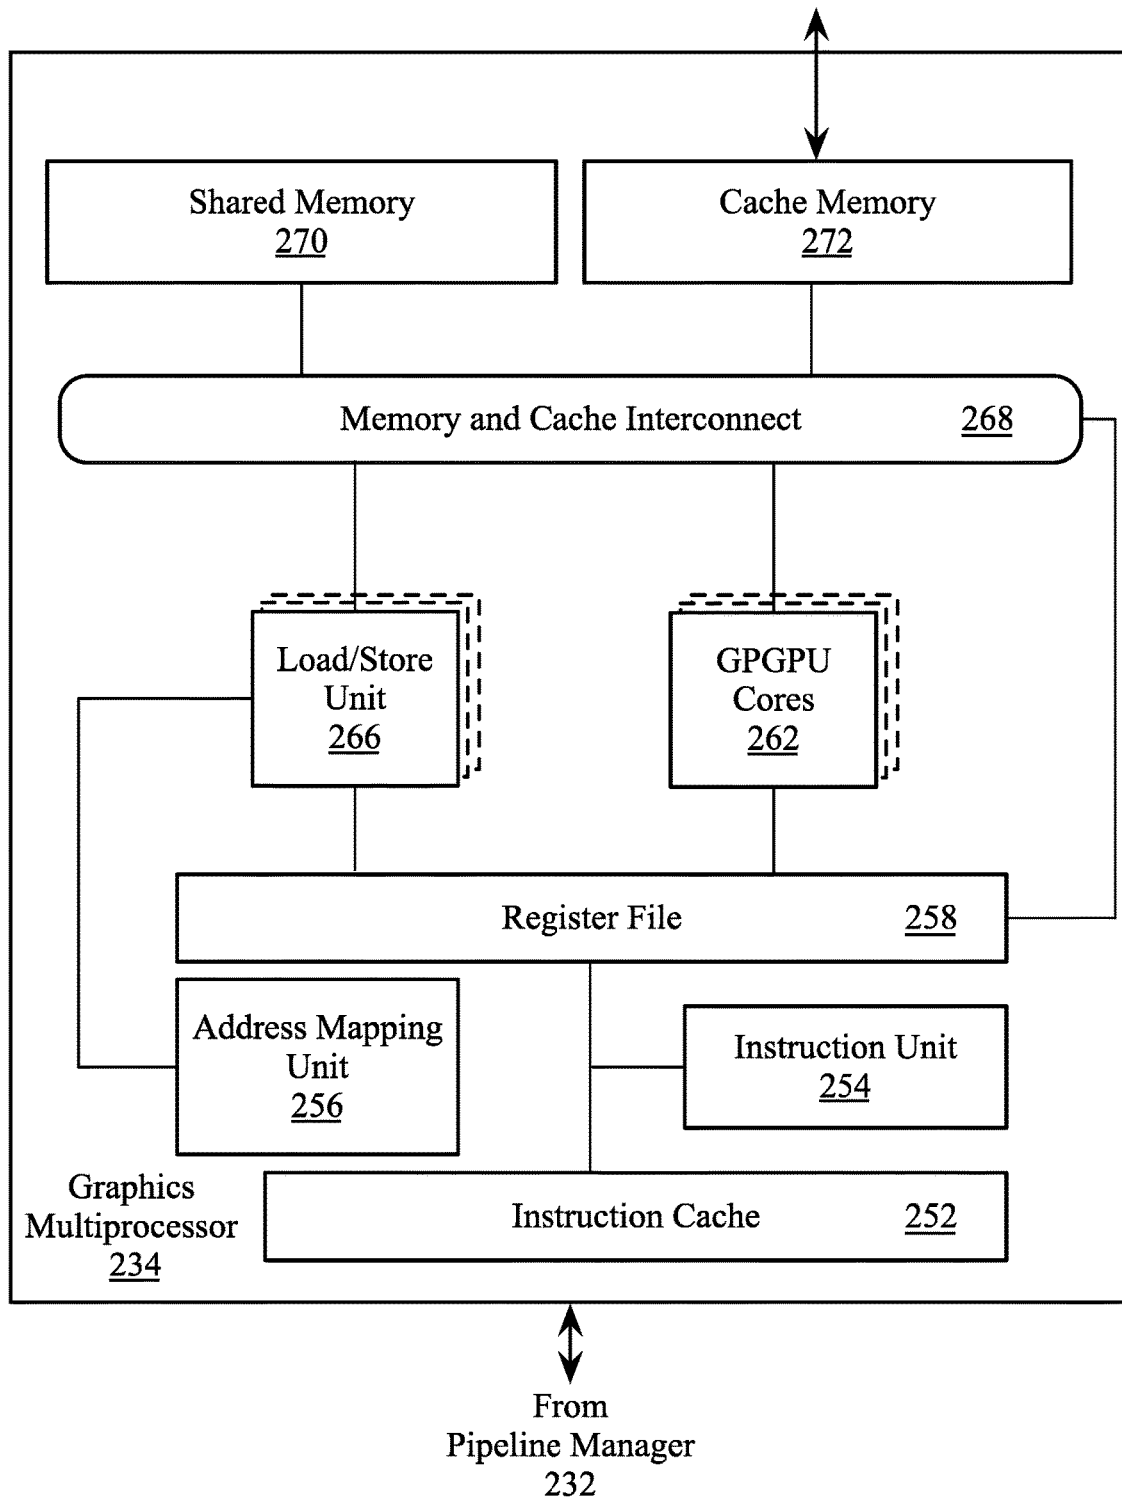 Shared Memory
270
Cache Memory
272
Memory and Cache Interconnect 268
Load/Store
Unit
266
GPGPU
Cores
262
Register File 258
Address Mapping
Unit
256
Instruction Unit
254
Graphics
Multiprocessor
234
Instruction Cache 252
From
Pipeline Manager
232